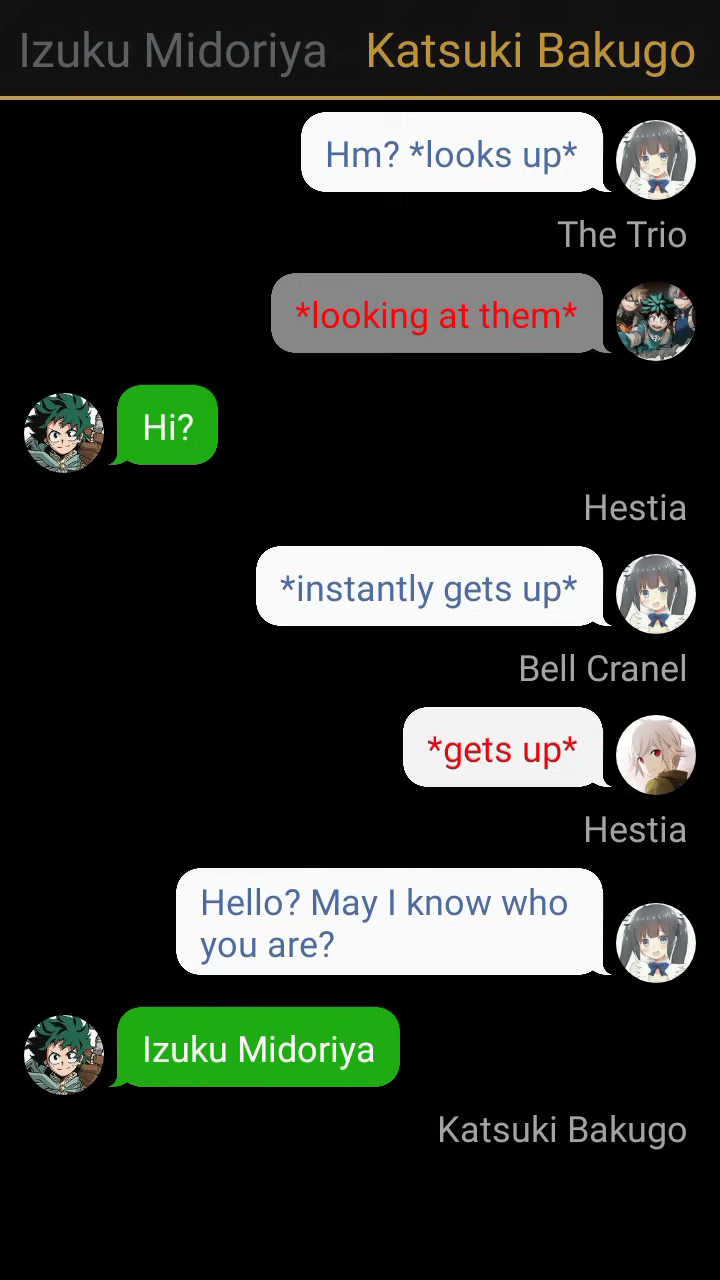 Izuku Midoriya Katsuki Bakugo
Hm? *looks up*
The Trio
*looking at them*
Hi?
Hestia
*instantly gets up*
Bell Cranel
*gets up*
Hestia
Hello? May I know who
you are?
Izuku Midoriya
Katsuki Bakugo